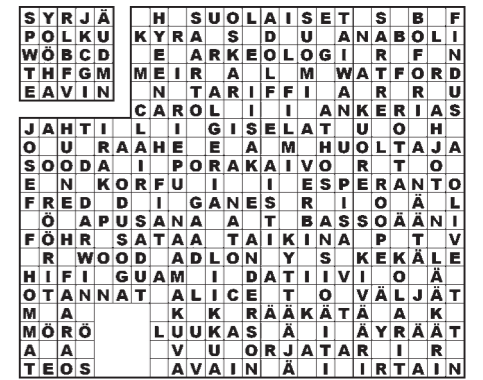 SYRJÄ H SUOLAISET S B F
POLKU KYRA S D U ANABOLI
WÖBCD E ARKEOLOGI R F N
THFGM MEIR A L M WATFORD
EAVIN N TARIFFI A R R U
CAROL I I ANKERIAS
JAHTI L I GISELAT U O H
O U RAAHE E A M HUOLTAJA
SOODA I PORAKAIVO R T O
E N KORFU I I ESPERANTO
FRED D I GANES R I O Ä L
Ö APUSANA A T BASSOÄÄNI
FÖHR SATAA TAIKINA P T V
R WOOD ADLON Y S KEKÄLE
HIFI GUAM I DATIIVI O Ä
OTANNAT ALICE T O VÄLJÄT
M A K K RÄÄKÄTÄ A K
MÖRÖ LUUKAS Ä I ÄYRÄÄT
A A V U ORJATAR I R
TEOS AVAIN Ä I IRTAIN